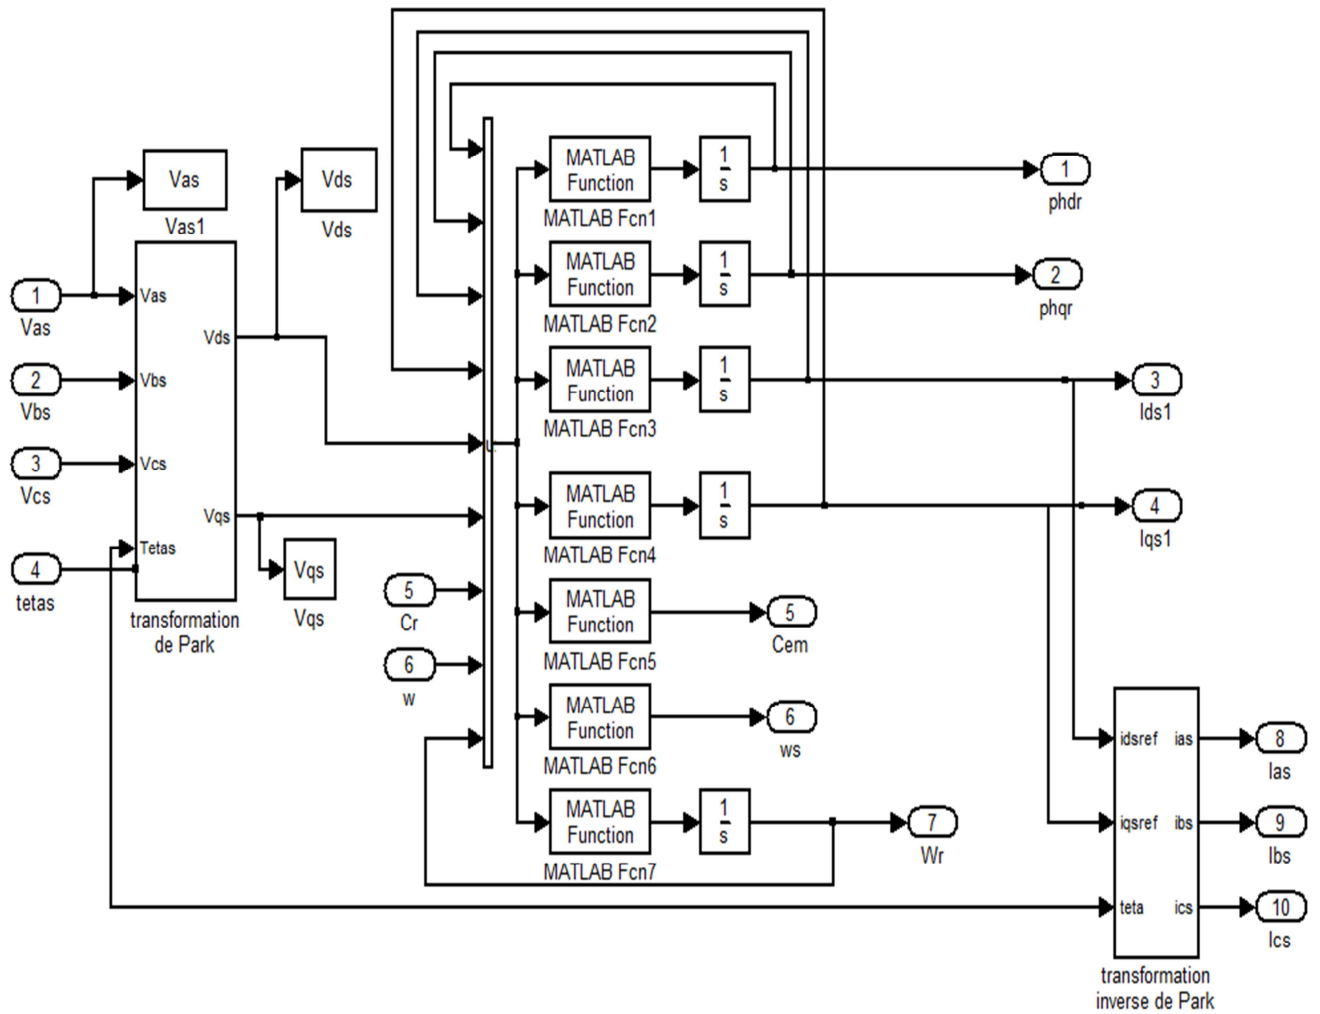 Vas
Vas1
Vds
Vds
1
Vas
2
Vbs
3
Vcs
4
tetas
Vas
Vbs
Vcs
Tetas
Vds
Vqs
transformation
de Park
Vqs
Vqs
5
Cr
6
w
MATLAB
Function
MATLAB Fcn1
1
s
1
phdr
MATLAB
Function
MATLAB Fcn2
1
s
2
phqr
MATLAB
Function
MATLAB Fcn3
1
s
3
Ids1
MATLAB
Function
MATLAB Fcn4
1
s
4
Iqs1
MATLAB
Function
MATLAB Fcn5
5
Cem
MATLAB
Function
MATLAB Fcn6
6
ws
MATLAB
Function
MATLAB Fcn7
1
s
7
Wr
idsref
iqsref
teta
ias
ibs
ics
transformation
inverse de Park
8
Ias
9
Ibs
10
Ics